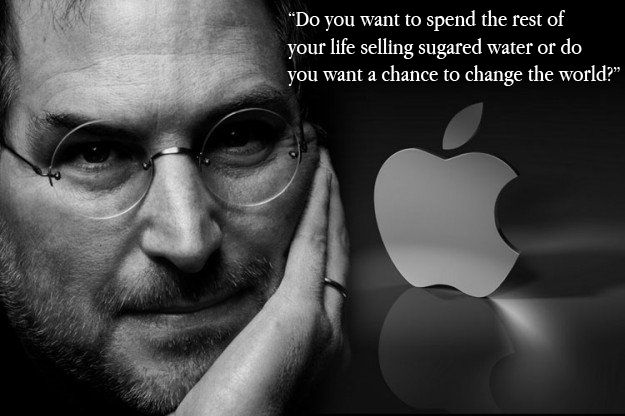 “Do you want to spend the rest of
your life selling sugared water or do
you want a chance to change the world?”